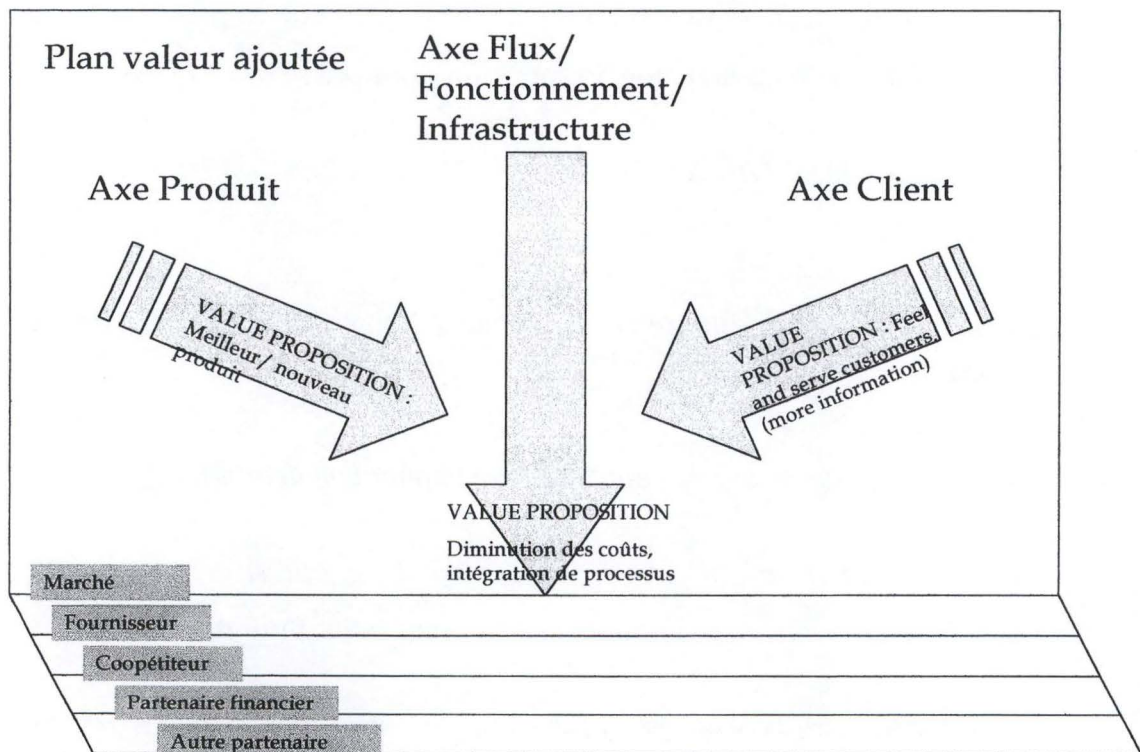 Plan valeur ajoutée
Axe Flux/
Fonctionnement/
Infrastructure
Axe Produit
Axe Client
VALUE PROPOSITION :
Meilleur/ nouveau
produit
VALUE
PROPOSITION : Feel
and serve customers.
(more information)
VALUE PROPOSITION
Diminution des coûts,
intégration de processus
Marché
Fournisseur
Coopétiteur
Partenaire financier
Autre partenaire